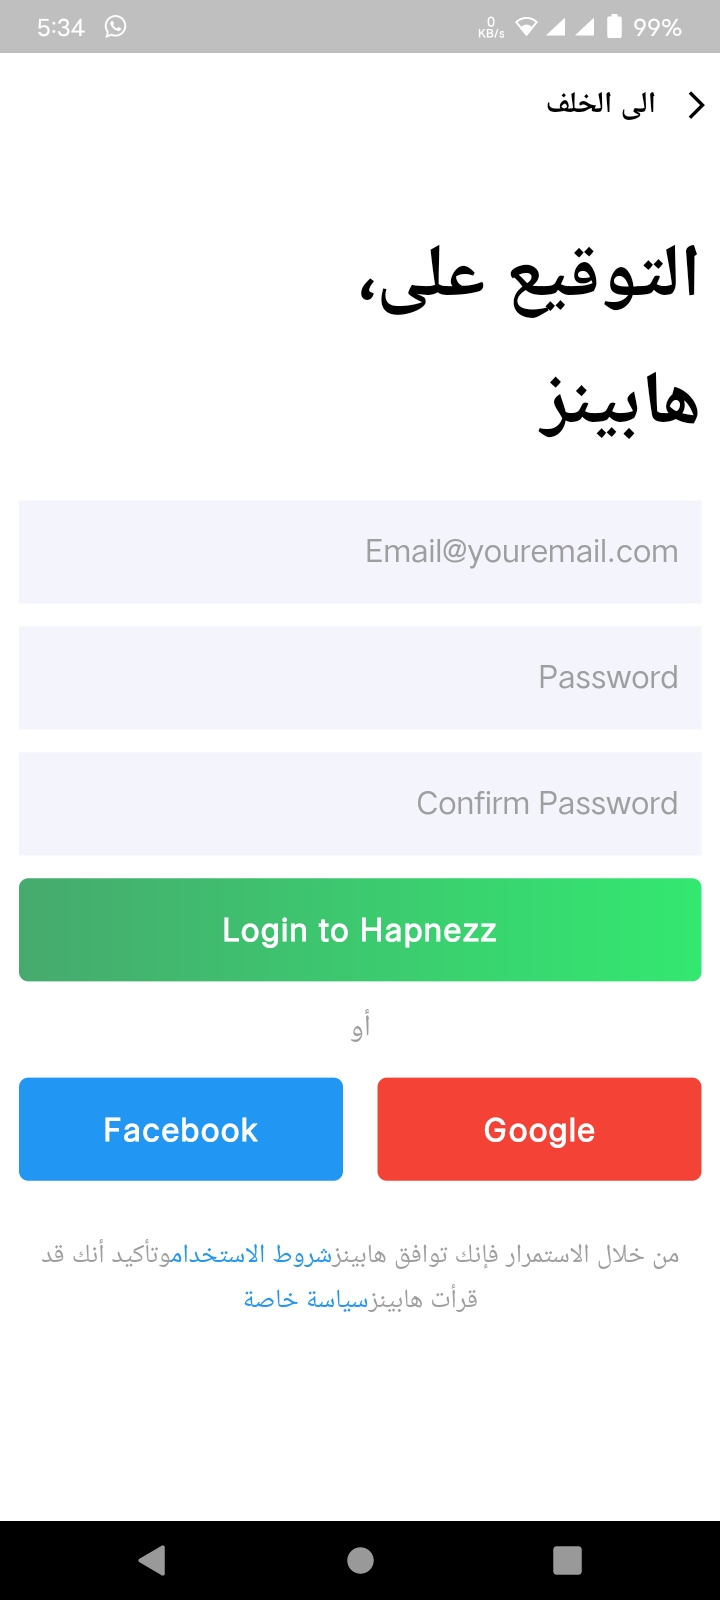 5:34 0 KB/s 99%
الى الخلف
التوقيع على،
هابينز
Email@youremail.com
Password
Confirm Password
Login to Hapnezz
أو
Facebook Google
من خلال الاستمرار فإنك توافق هابينزشروط الاستخداموتأكيد أنك قد
قرأت هابينزسياسة خاصة